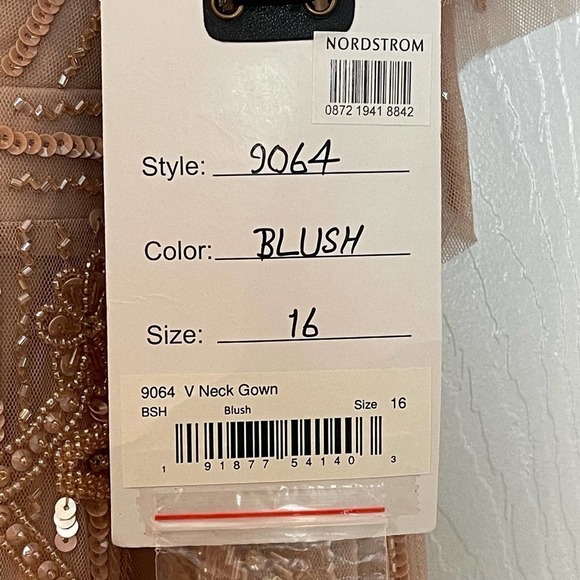 NORDSTROM
0872 1941 8842
Style: 9064
Color: BLUSH
Size: 16
9064 V Neck Gown
BSH Blush Size 16
1 91877 54140 3